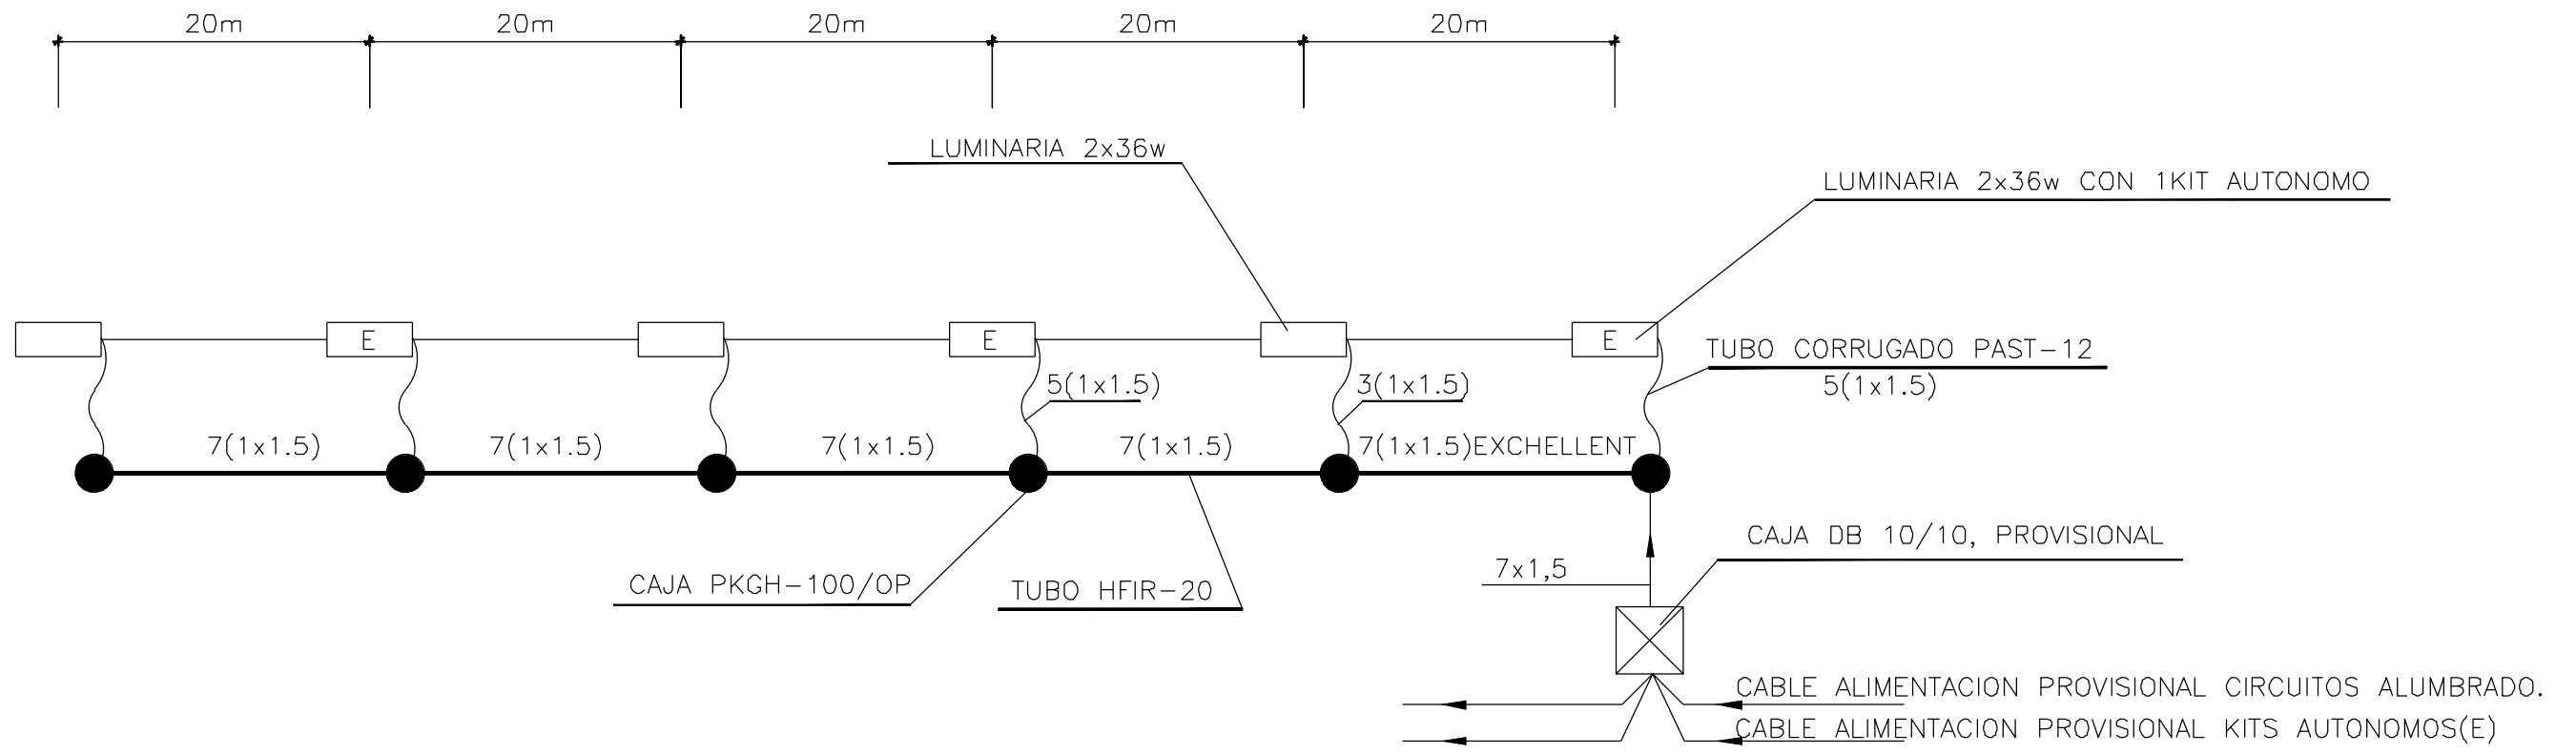 20m
20m
20m
20m
20m
LUMINARIA 2x36w
LUMINARIA 2x36w CON 1KIT AUTONOMO
E
E
E
TUBO CORRUGADO PAST-12
5(1x1.5)
5(1x1.5)
3(1x1.5)
7(1x1.5)
7(1x1.5)
7(1x1.5)
7(1x1.5)
7(1x1.5)EXCHELLENT
CAJA DB 10/10, PROVISIONAL
7x1,5
CAJA PKGH-100/OP
TUBO HFIR-20
CABLE ALIMENTACION PROVISIONAL CIRCUITOS ALUMBRADO.
CABLE ALIMENTACION PROVISIONAL KITS AUTONOMOS(E)